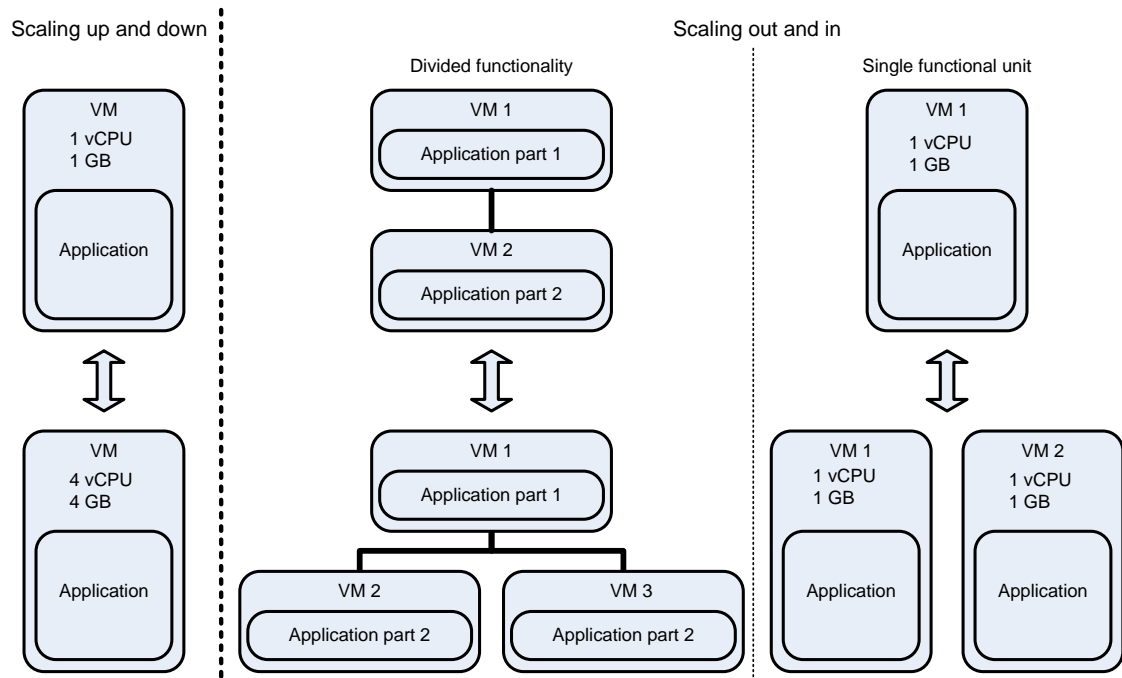 Scaling up and down
VM
1 vCPU
1 GB
Application
VM
4 vCPU
4 GB
Application
Scaling out and in
Divided functionality
VM 1
Application part 1
VM 2
Application part 2
VM 1
Application part 1
VM 2
Application part 2
VM 3
Application part 2
Single functional unit
VM 1
1 vCPU
1 GB
Application
VM 1
1 vCPU
1 GB
Application
VM 2
1 vCPU
1 GB
Application